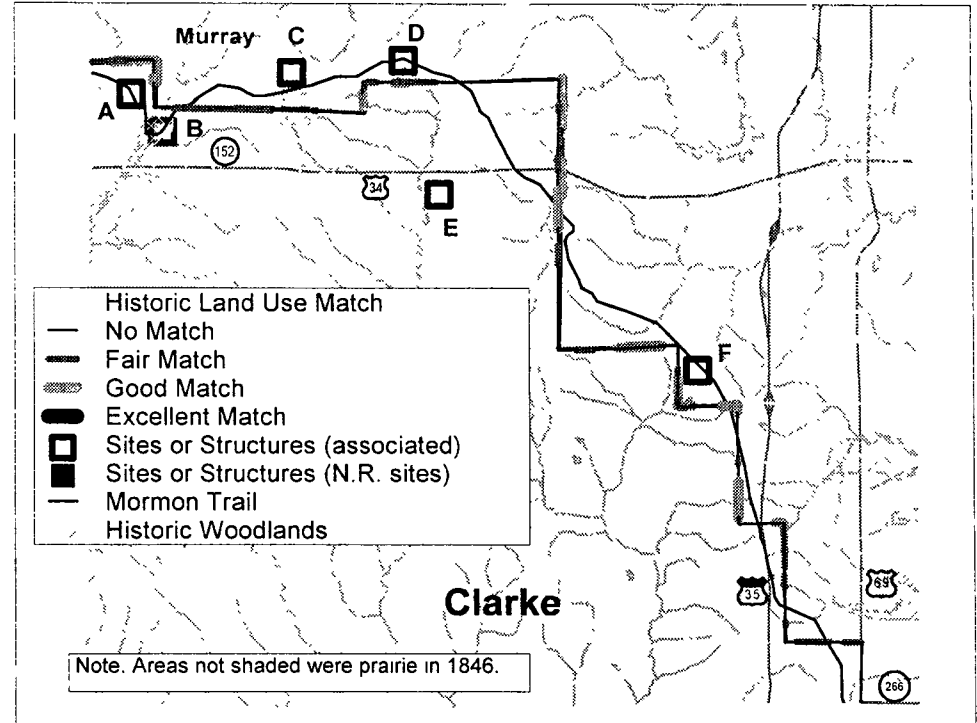 Murray
C
D
A
B
152
34
E
Historic Land Use Match
No Match
Fair Match
Good Match
Excellent Match
Sites or Structures (associated)
Sites or Structures (N.R. sites)
Mormon Trail
Historic Woodlands
F
Clarke
35
69
Note. Areas not shaded were prairie in 1846.
266